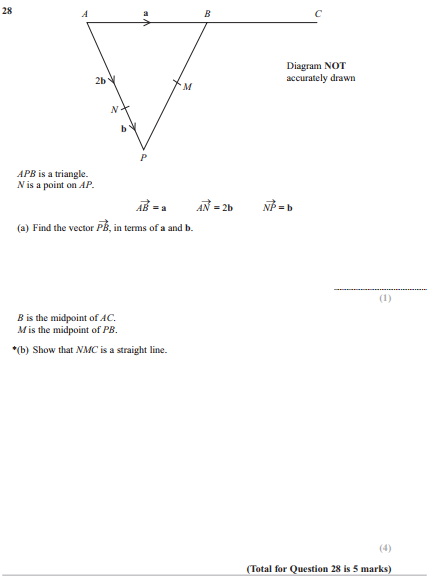 28
A a B C
Diagram NOT
accurately drawn
2b
M
N
b
P
APB is a triangle.
N is a point on AP.
AB→ = a AN→ = 2b NP→ = b
(a) Find the vector PB→, in terms of a and b.
(1)
B is the midpoint of AC.
M is the midpoint of PB.
*(b) Show that NMC is a straight line.
(4)
(Total for Question 28 is 5 marks)